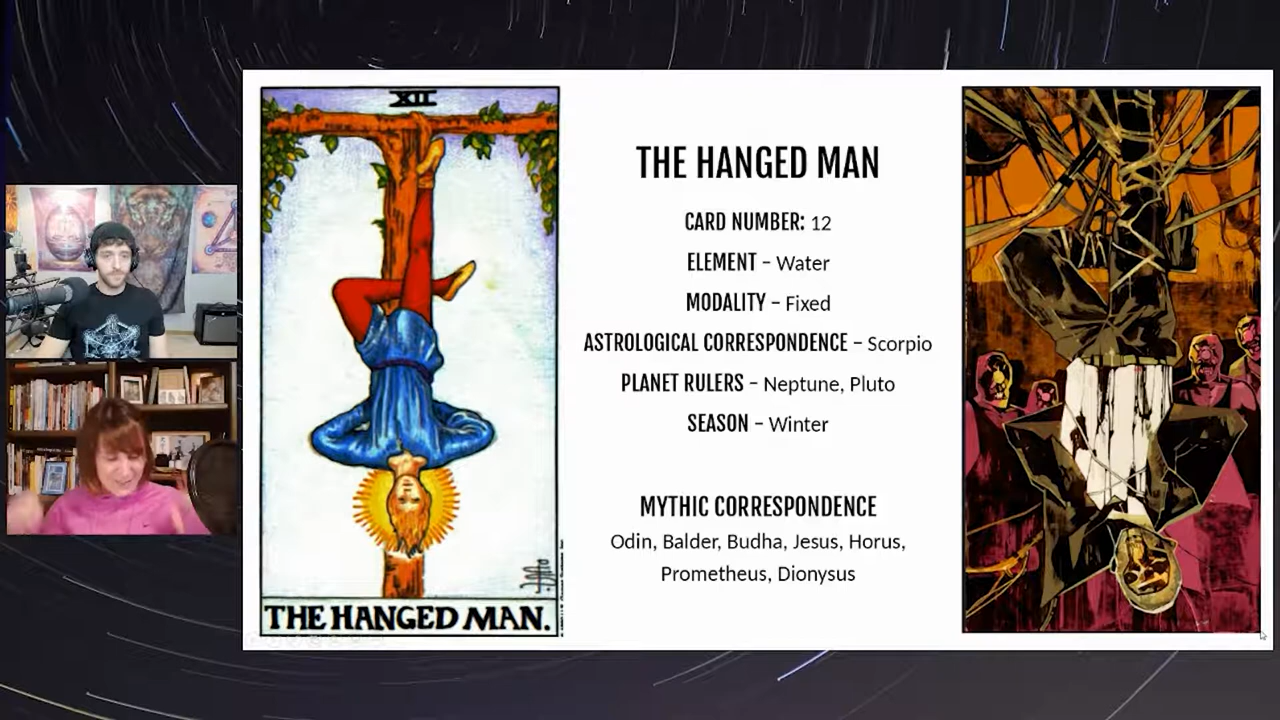 XII
THE HANGED MAN.
THE HANGED MAN
CARD NUMBER: 12
ELEMENT – Water
MODALITY – Fixed
ASTROLOGICAL CORRESPONDENCE – Scorpio
PLANET RULERS – Neptune, Pluto
SEASON – Winter
MYTHIC CORRESPONDENCE
Odin, Balder, Budha, Jesus, Horus,
Prometheus, Dionysus